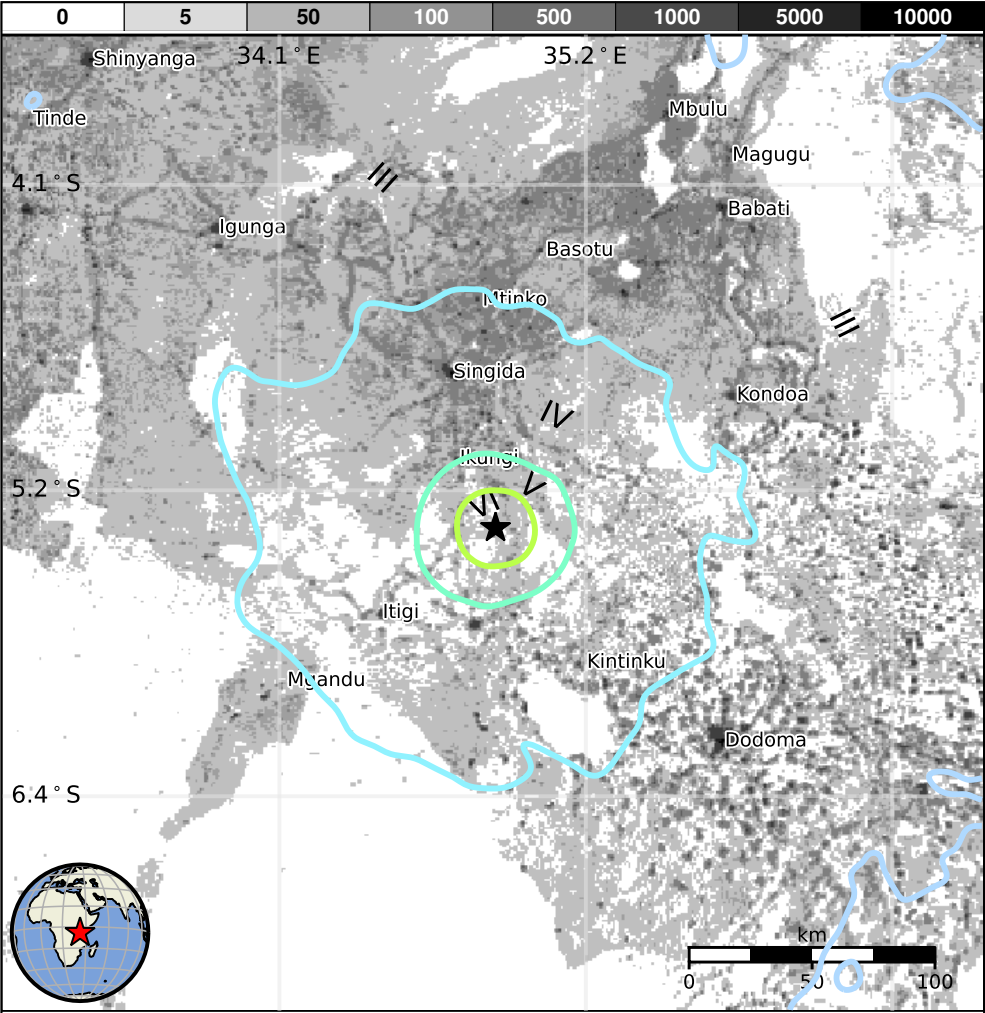 0 5 50 100 500 1000 5000 10000
34.1°E 35.2°E
Shinyanga
Tinde
Mbulu
Magugu
4.1°S
III
Babati
Igunga
Basotu
Mtinko
III
Singida
Kondoa
IV
Ikungi
5.2°S
V
VI
Itigi
Kintinku
Mgandu
Dodoma
6.4°S
km
0 50 100